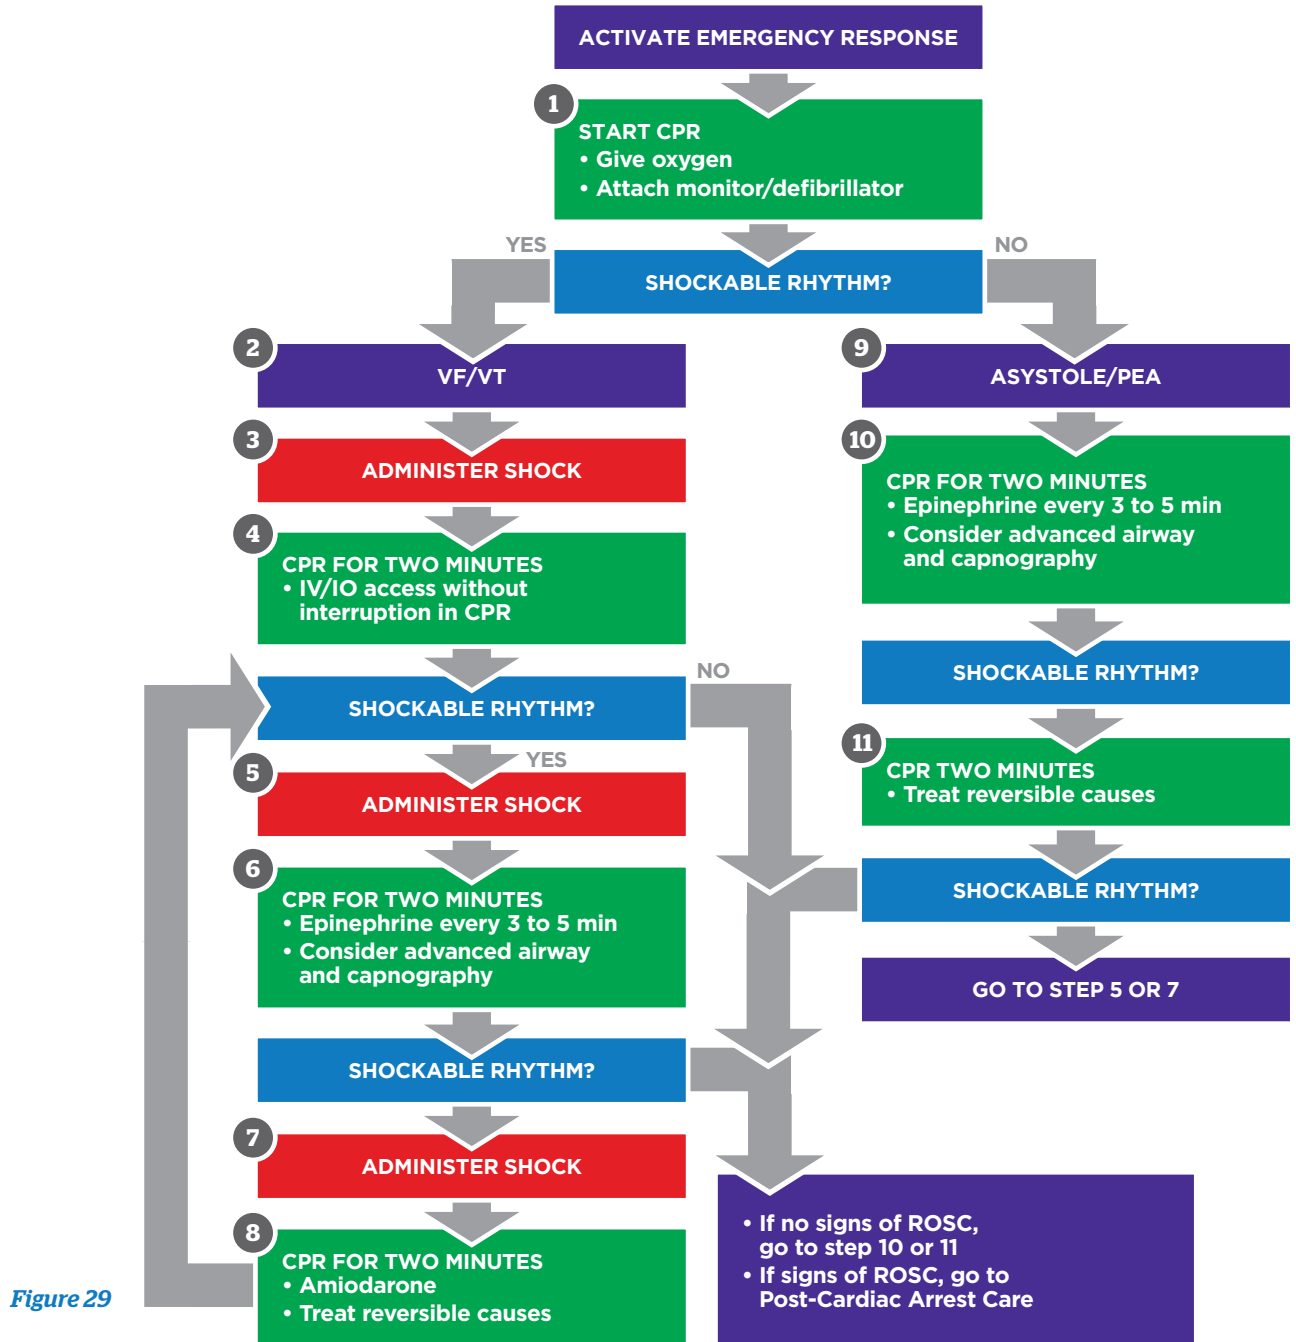 ACTIVATE EMERGENCY RESPONSE
1
START CPR
• Give oxygen
• Attach monitor/defibrillator
YES
NO
SHOCKABLE RHYTHM?
2
VF/VT
3
ADMINISTER SHOCK
4
CPR FOR TWO MINUTES
• IV/IO access without
interruption in CPR
SHOCKABLE RHYTHM?
NO
YES
5
ADMINISTER SHOCK
6
CPR FOR TWO MINUTES
• Epinephrine every 3 to 5 min
• Consider advanced airway
and capnography
SHOCKABLE RHYTHM?
7
ADMINISTER SHOCK
8
CPR FOR TWO MINUTES
• Amiodarone
• Treat reversible causes
9
ASYSTOLE/PEA
10
CPR FOR TWO MINUTES
• Epinephrine every 3 to 5 min
• Consider advanced airway
and capnography
SHOCKABLE RHYTHM?
11
CPR TWO MINUTES
• Treat reversible causes
SHOCKABLE RHYTHM?
GO TO STEP 5 OR 7
• If no signs of ROSC,
go to step 10 or 11
• If signs of ROSC, go to
Post-Cardiac Arrest Care
Figure 29